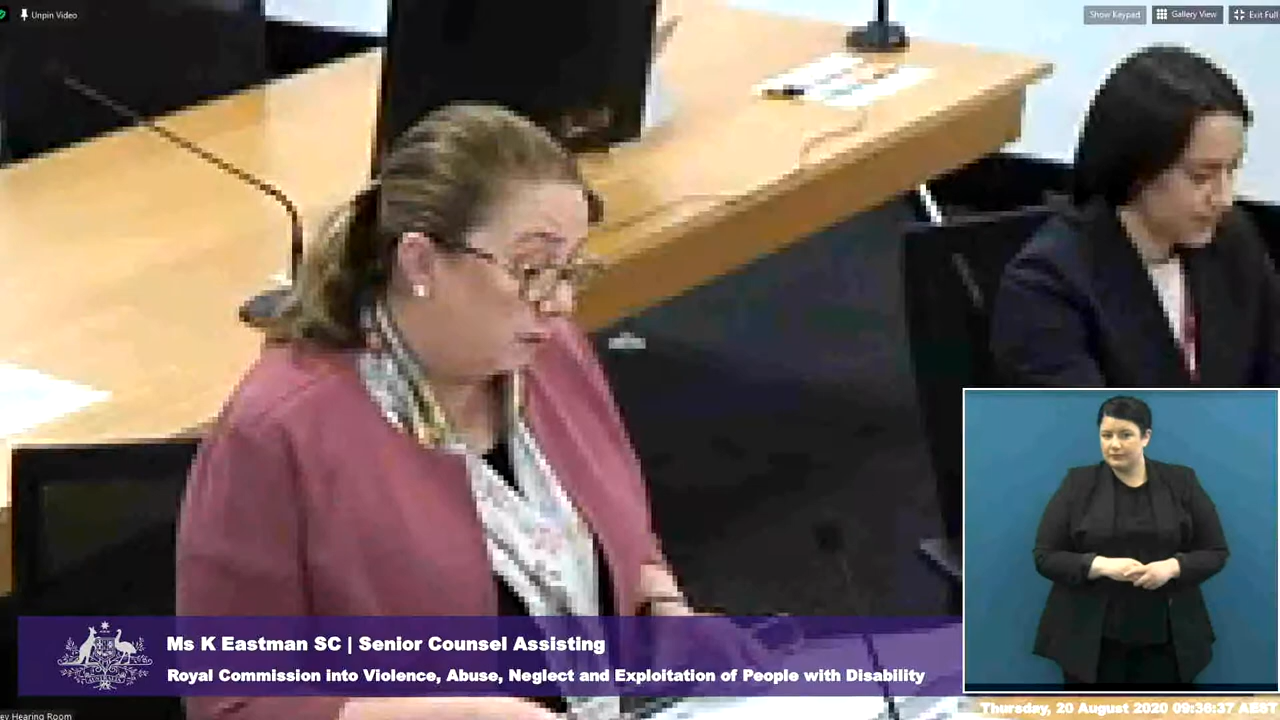 Unpin Video
Show Keypad
Gallery View
Exit Full
Ms K Eastman SC | Senior Counsel Assisting
Royal Commission into Violence, Abuse, Neglect and Exploitation of People with Disability
ey Hearing Room
Thursday, 20 August 2020 09:36:37 AEST